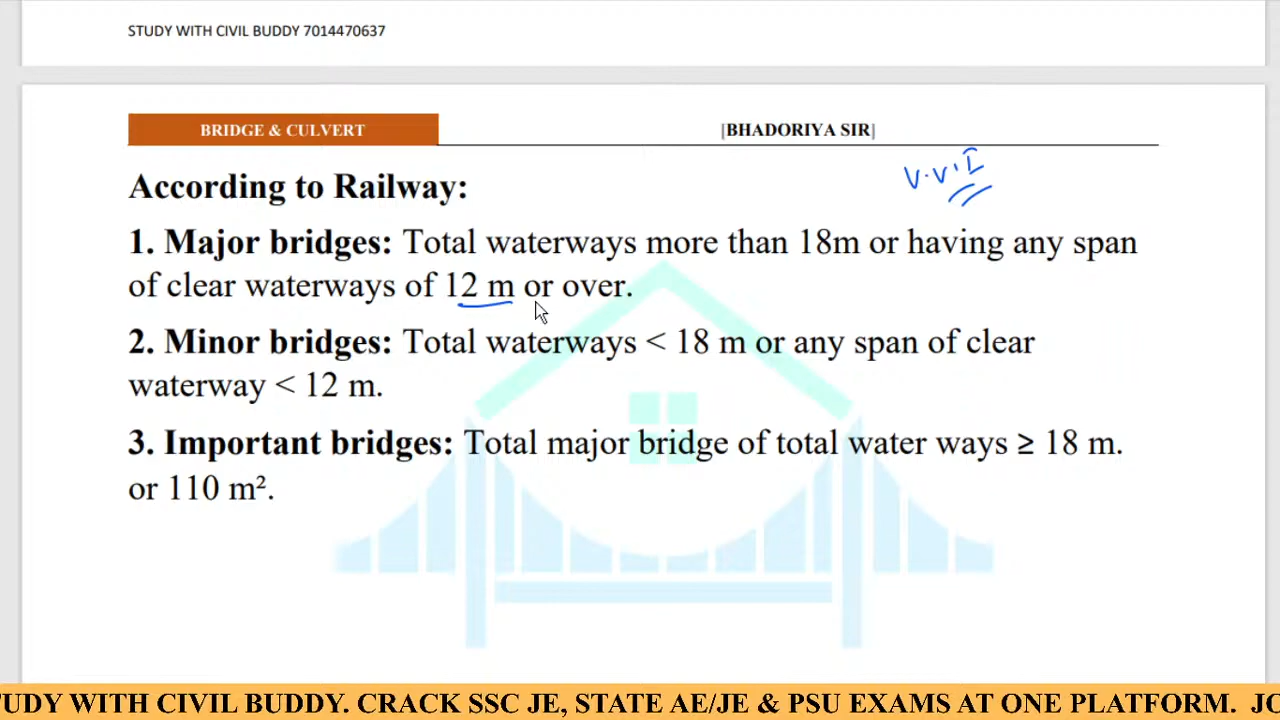 STUDY WITH CIVIL BUDDY 7014470637
BRIDGE & CULVERT
[BHADORIYA SIR]
V.V.I
According to Railway:
1. Major bridges: Total waterways more than 18m or having any span
of clear waterways of 12 m or over.
2. Minor bridges: Total waterways < 18 m or any span of clear
waterway < 12 m.
3. Important bridges: Total major bridge of total water ways ≥ 18 m.
or 110 m².
TUDY WITH CIVIL BUDDY. CRACK SSC JE, STATE AE/JE & PSU EXAMS AT ONE PLATFORM. JO